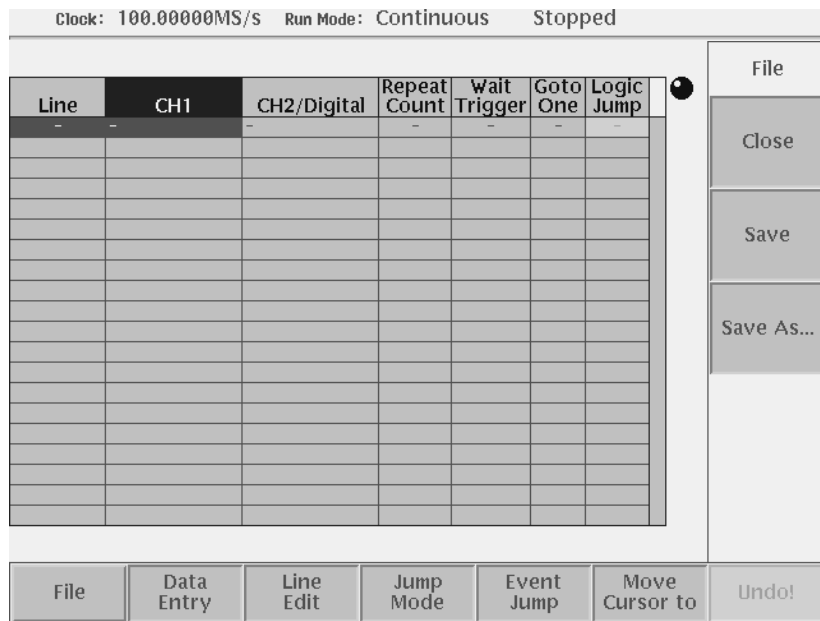 Clock: 100.00000MS/s Run Mode: Continuous Stopped
File
Line CH1 CH2/Digital Repeat Count Wait Trigger Goto One Logic Jump
- - - - - - -
Close
Save
Save As...
File Data Entry Line Edit Jump Mode Event Jump Move Cursor to Undo!